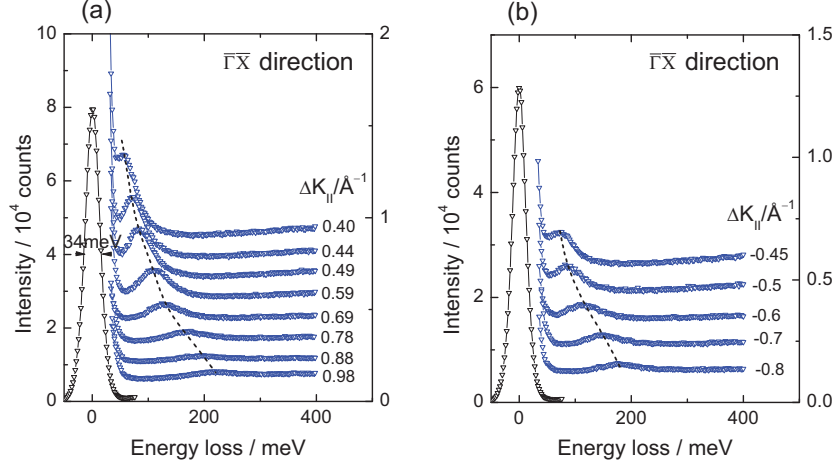 (a)
Γ̅X̅ direction
Intensity / 10⁴ counts
10
8
6
4
2
0
2
1
0
34meV
ΔK||/Å⁻¹
0.40
0.44
0.49
0.59
0.69
0.78
0.88
0.98
0 100 200 300 400
Energy loss / meV
(b)
Γ̅X̅ direction
Intensity / 10⁴ counts
6
4
2
0
1.5
1.0
0.5
0.0
ΔK||/Å⁻¹
-0.45
-0.5
-0.6
-0.7
-0.8
0 100 200 300 400
Energy loss / meV